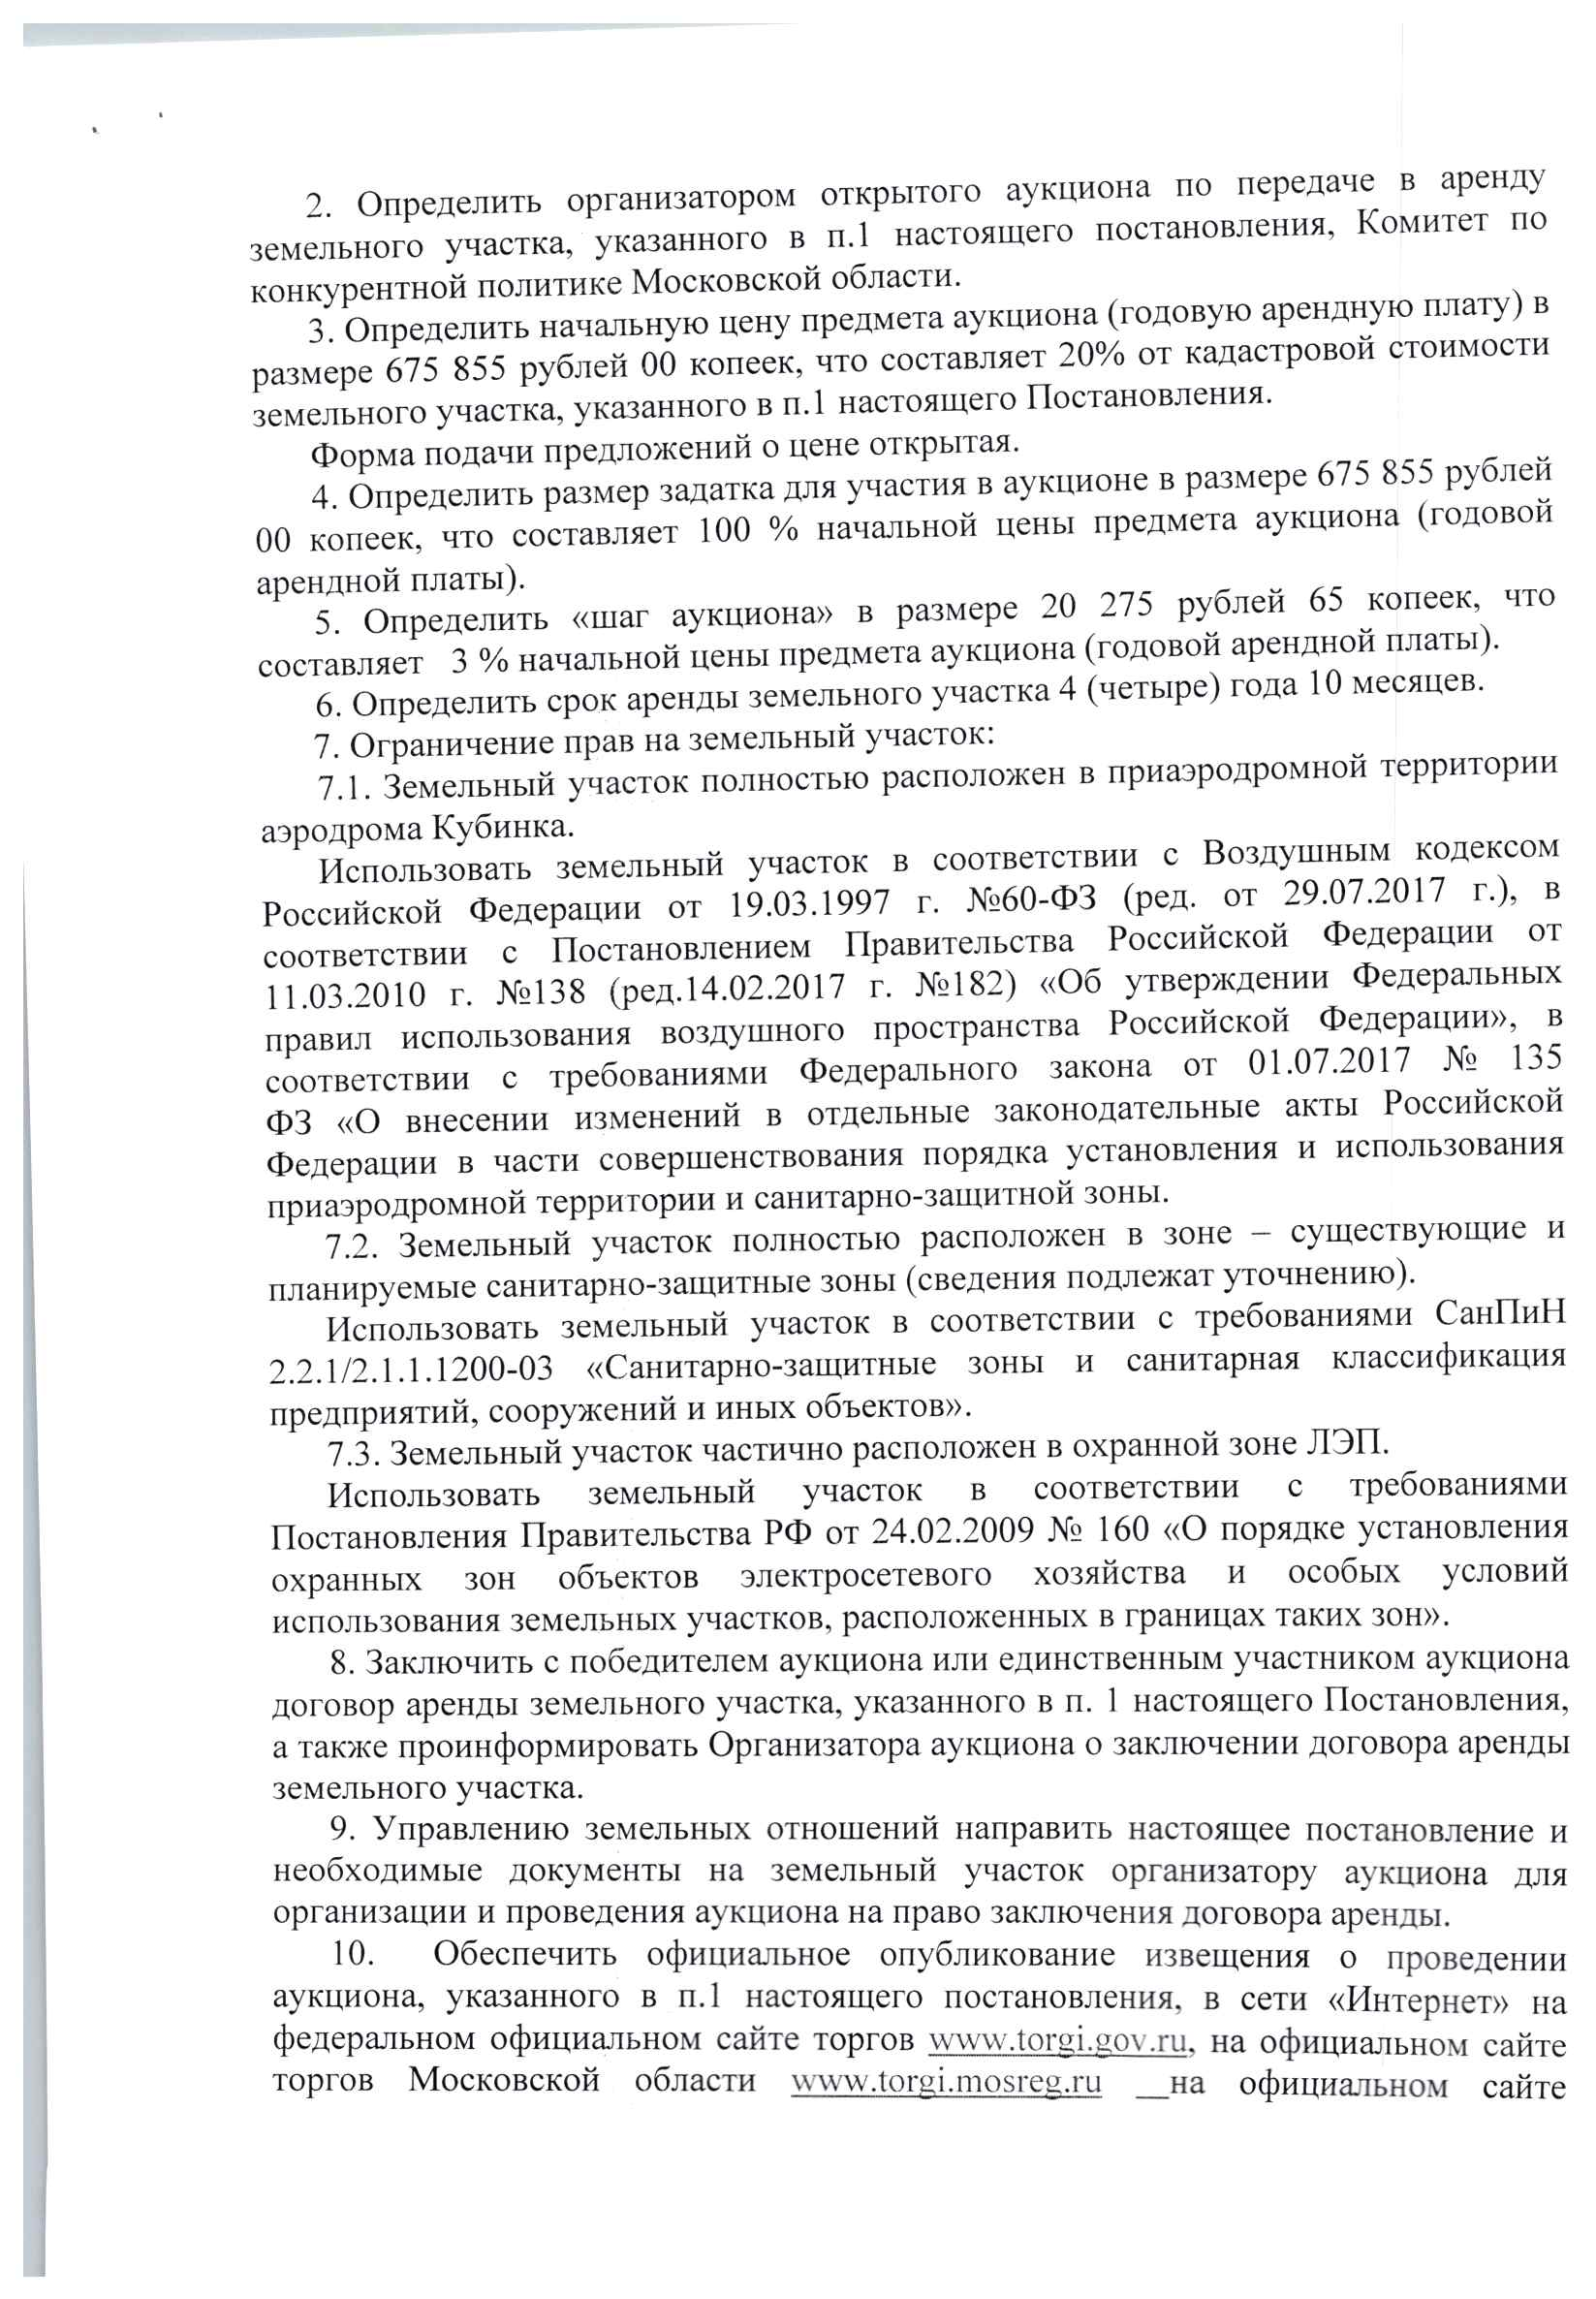 2. Определить организатором открытого аукциона по передаче в аренду
земельного участка, указанного в п.1 настоящего постановления, Комитет по
конкурентной политике Московской области.
3. Определить начальную цену предмета аукциона (годовую арендную плату) в
размере 675 855 рублей 00 копеек, что составляет 20% от кадастровой стоимости
земельного участка, указанного в п.1 настоящего Постановления.
Форма подачи предложений о цене открытая.
4. Определить размер задатка для участия в аукционе в размере 675 855 рублей
00 копеек, что составляет 100 % начальной цены предмета аукциона (годовой
арендной платы).
5. Определить «шаг аукциона» в размере 20 275 рублей 65 копеек, что
составляет 3 % начальной цены предмета аукциона (годовой арендной платы).
6. Определить срок аренды земельного участка 4 (четыре) года 10 месяцев.
7. Ограничение прав на земельный участок:
7.1. Земельный участок полностью расположен в приаэродромной территории
аэродрома Кубинка.
Использовать земельный участок в соответствии с Воздушным кодексом
Российской Федерации от 19.03.1997 г. №60-ФЗ (ред. от 29.07.2017 г.), в
соответствии с Постановлением Правительства Российской Федерации от
11.03.2010 г. №138 (ред.14.02.2017 г. №182) «Об утверждении Федеральных
правил использования воздушного пространства Российской Федерации», в
соответствии с требованиями Федерального закона от 01.07.2017 № 135
ФЗ «О внесении изменений в отдельные законодательные акты Российской
Федерации в части совершенствования порядка установления и использования
приаэродромной территории и санитарно-защитной зоны.
7.2. Земельный участок полностью расположен в зоне – существующие и
планируемые санитарно-защитные зоны (сведения подлежат уточнению).
Использовать земельный участок в соответствии с требованиями СанПиН
2.2.1/2.1.1.1200-03 «Санитарно-защитные зоны и санитарная классификация
предприятий, сооружений и иных объектов».
7.3. Земельный участок частично расположен в охранной зоне ЛЭП.
Использовать земельный участок в соответствии с требованиями
Постановления Правительства РФ от 24.02.2009 № 160 «О порядке установления
охранных зон объектов электросетевого хозяйства и особых условий
использования земельных участков, расположенных в границах таких зон».
8. Заключить с победителем аукциона или единственным участником аукциона
договор аренды земельного участка, указанного в п. 1 настоящего Постановления,
а также проинформировать Организатора аукциона о заключении договора аренды
земельного участка.
9. Управлению земельных отношений направить настоящее постановление и
необходимые документы на земельный участок организатору аукциона для
организации и проведения аукциона на право заключения договора аренды.
10. Обеспечить официальное опубликование извещения о проведении
аукциона, указанного в п.1 настоящего постановления, в сети «Интернет» на
федеральном официальном сайте торгов www.torgi.gov.ru, на официальном сайте
торгов Московской области www.torgi.mosreg.ru __на официальном сайте